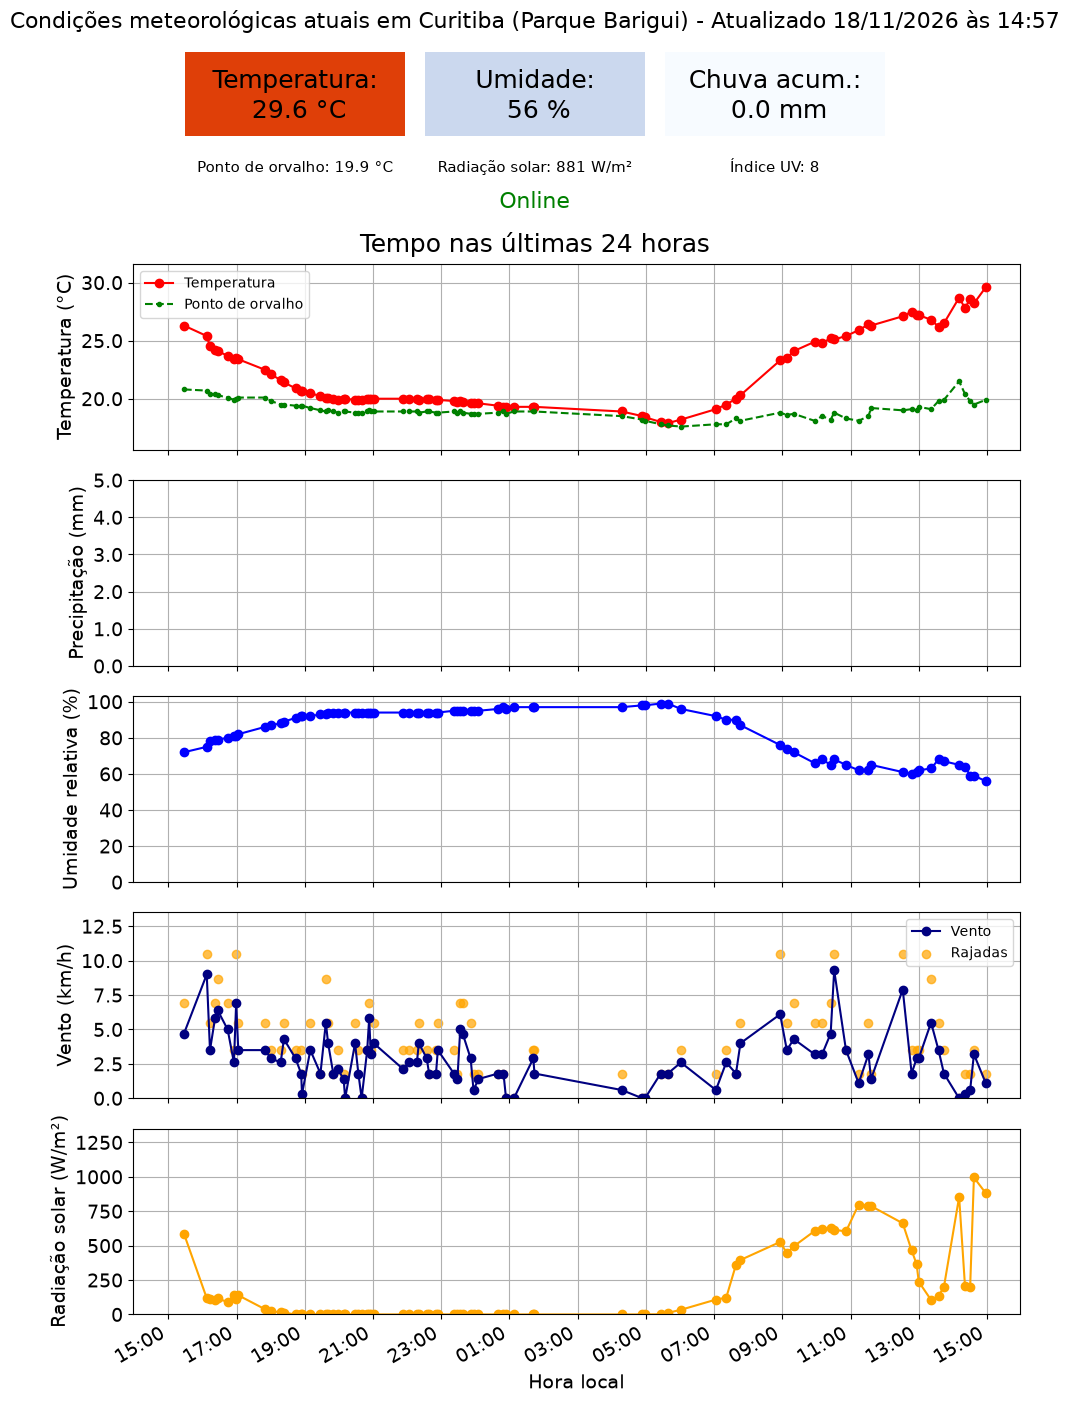 Condições meteorológicas atuais em Curitiba (Parque Barigui) - Atualizado 18/11/2026 às 14:57
Temperatura:
29.6 °C
Umidade:
56 %
Chuva acum.:
0.0 mm
Ponto de orvalho: 19.9 °C
Radiação solar: 881 W/m²
Índice UV: 8
Online
Tempo nas últimas 24 horas
Temperatura (°C)
30.0
25.0
20.0
Temperatura
Ponto de orvalho
Precipitação (mm)
5.0
4.0
3.0
2.0
1.0
0.0
Umidade relativa (%)
100
80
60
40
20
0
Vento (km/h)
12.5
10.0
7.5
5.0
2.5
0.0
Vento
Rajadas
Radiação solar (W/m²)
1250
1000
750
500
250
0
15:00
17:00
19:00
21:00
23:00
01:00
03:00
05:00
07:00
09:00
11:00
13:00
15:00
Hora local